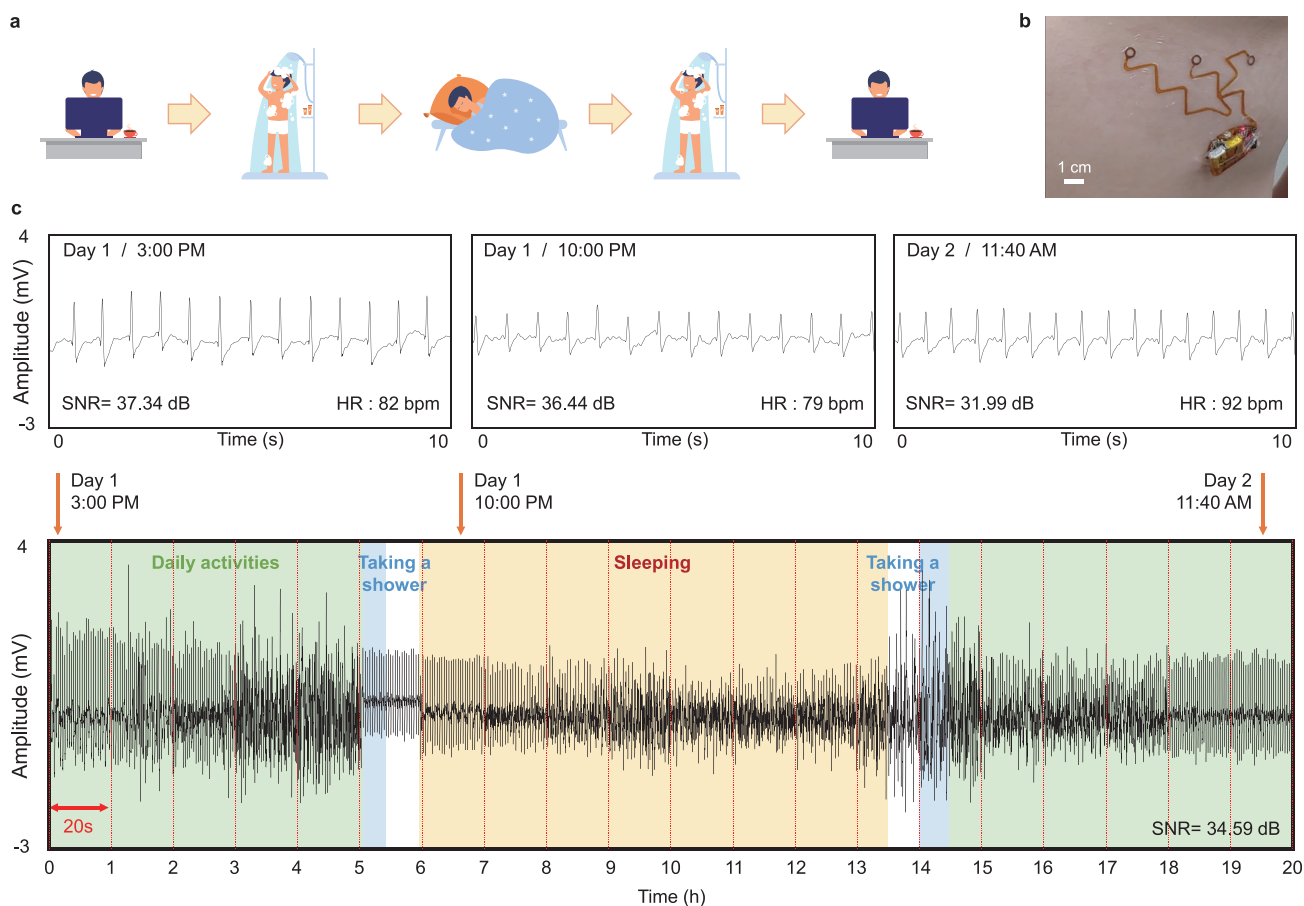 a
b
1 cm
c
4
Amplitude (mV)
-3
Day 1 / 3:00 PM
SNR= 37.34 dB
HR : 82 bpm
0
Time (s)
10
Day 1 / 10:00 PM
SNR= 36.44 dB
HR : 79 bpm
0
Time (s)
10
Day 2 / 11:40 AM
SNR= 31.99 dB
HR : 92 bpm
0
Time (s)
10
Day 1
3:00 PM
Day 1
10:00 PM
Day 2
11:40 AM
4
Amplitude (mV)
-3
Daily activities
Taking a
shower
Sleeping
Taking a
shower
20s
SNR= 34.59 dB
0 1 2 3 4 5 6 7 8 9 10 11 12 13 14 15 16 17 18 19 20
Time (h)